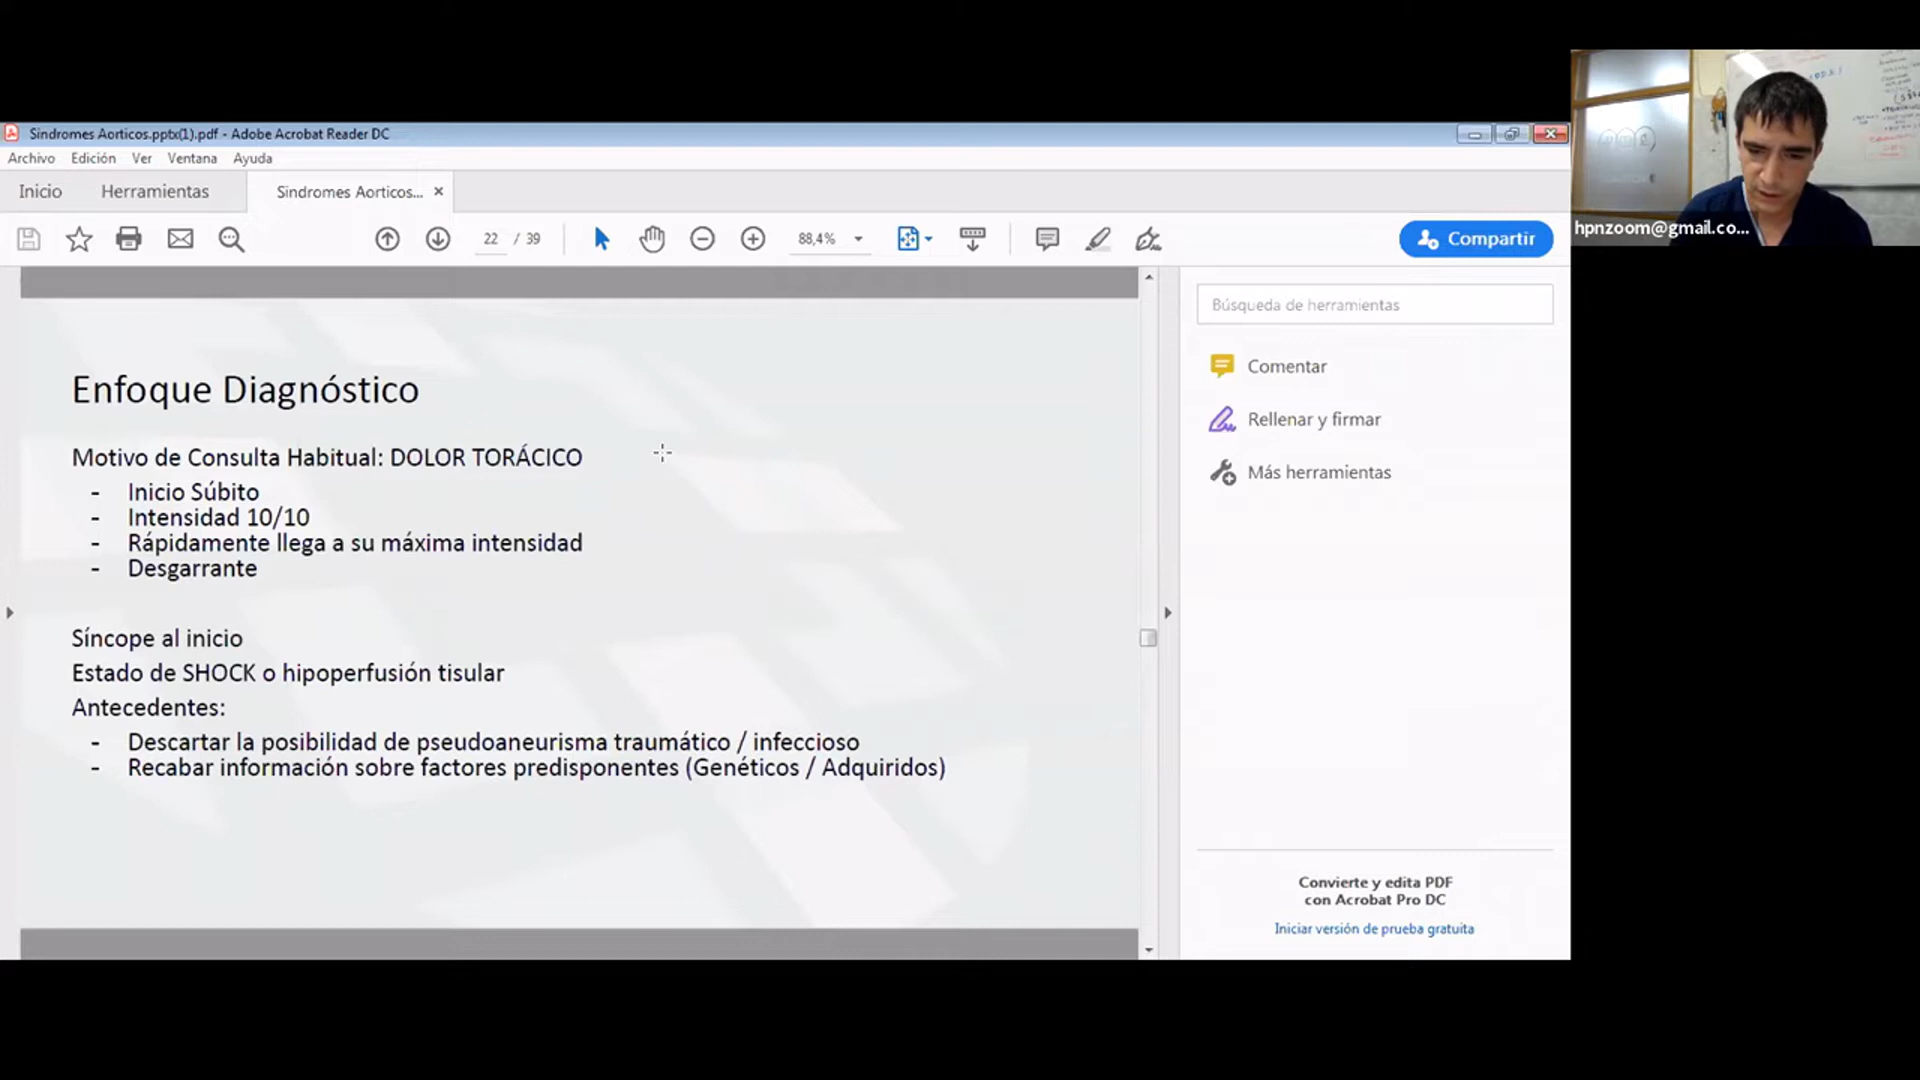 Sindromes Aorticos.pptx(1).pdf - Adobe Acrobat Reader DC
Archivo Edición Ver Ventana Ayuda
Inicio Herramientas Sindromes Aorticos... ×
22 / 39 88,4% Compartir
hpnzoom@gmail.co...
Enfoque Diagnóstico
Motivo de Consulta Habitual: DOLOR TORÁCICO
- Inicio Súbito
- Intensidad 10/10
- Rápidamente llega a su máxima intensidad
- Desgarrante
Síncope al inicio
Estado de SHOCK o hipoperfusión tisular
Antecedentes:
- Descartar la posibilidad de pseudoaneurisma traumático / infeccioso
- Recabar información sobre factores predisponentes (Genéticos / Adquiridos)
Búsqueda de herramientas
Comentar
Rellenar y firmar
Más herramientas
Convierte y edita PDF
con Acrobat Pro DC
Iniciar versión de prueba gratuita